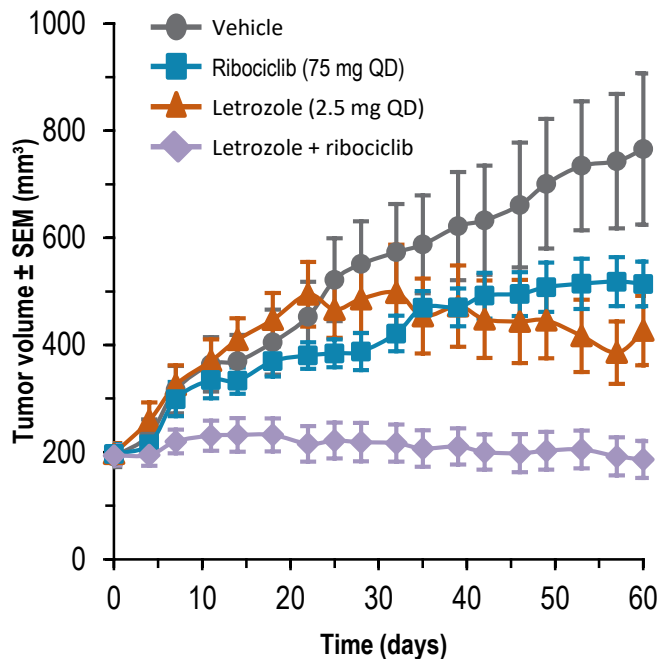 1000
800
600
400
200
0
Tumor volume ± SEM (mm³)
Vehicle
Ribociclib (75 mg QD)
Letrozole (2.5 mg QD)
Letrozole + ribociclib
0 10 20 30 40 50 60
Time (days)